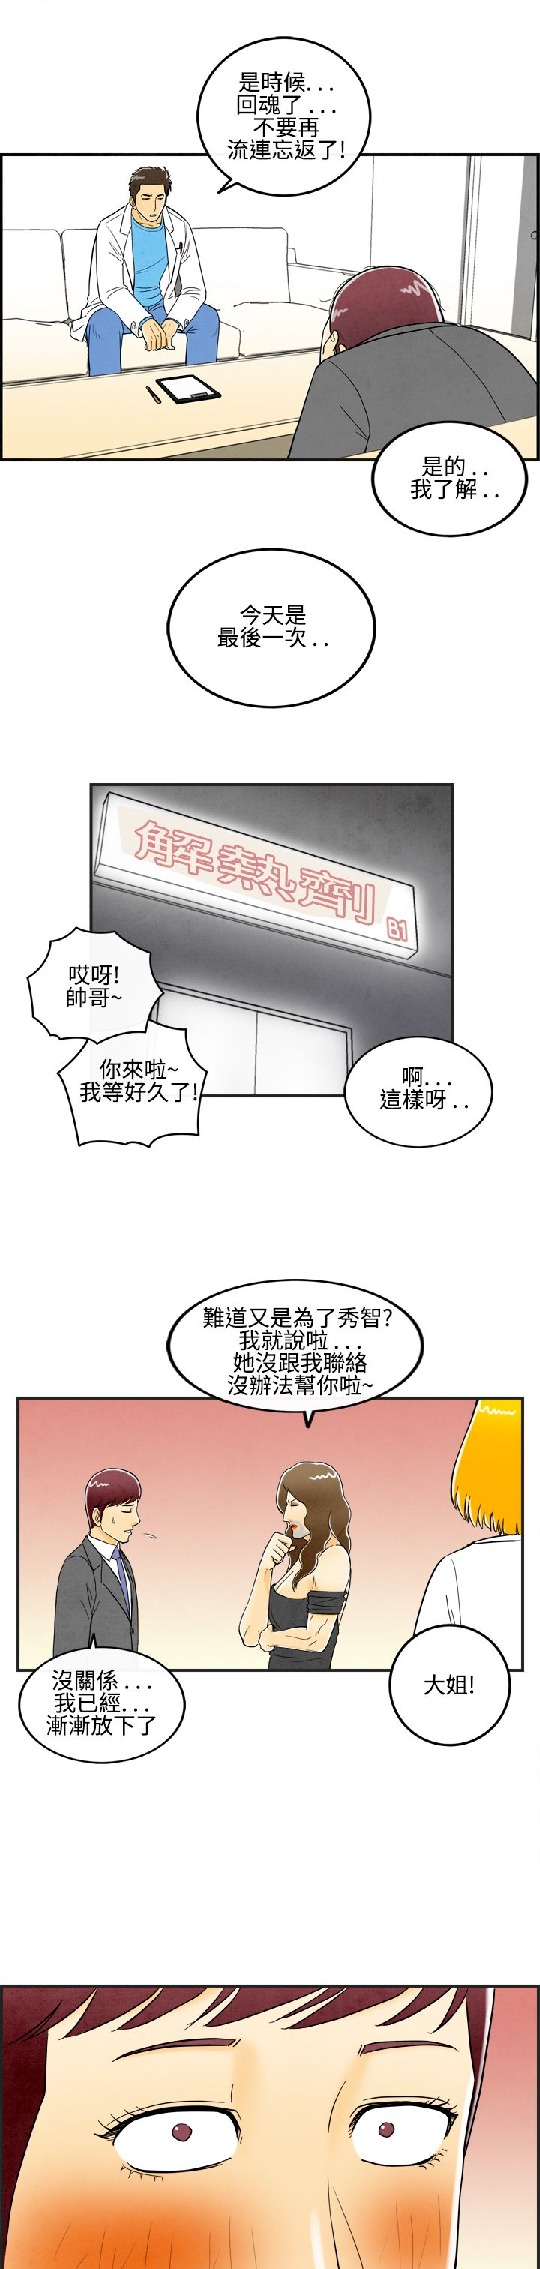 是時候...
回魂了...
不要再
流連忘返了!
是的..
我了解..
今天是
最後一次..
解熱劑
B1
哎呀!
帥哥~
你來啦~
我等好久了!
啊...
這樣呀..
難道又是為了秀智?
我就說啦...
她沒跟我聯絡
沒辦法幫你啦~
沒關係...
我已經...
漸漸放下了
大姐!